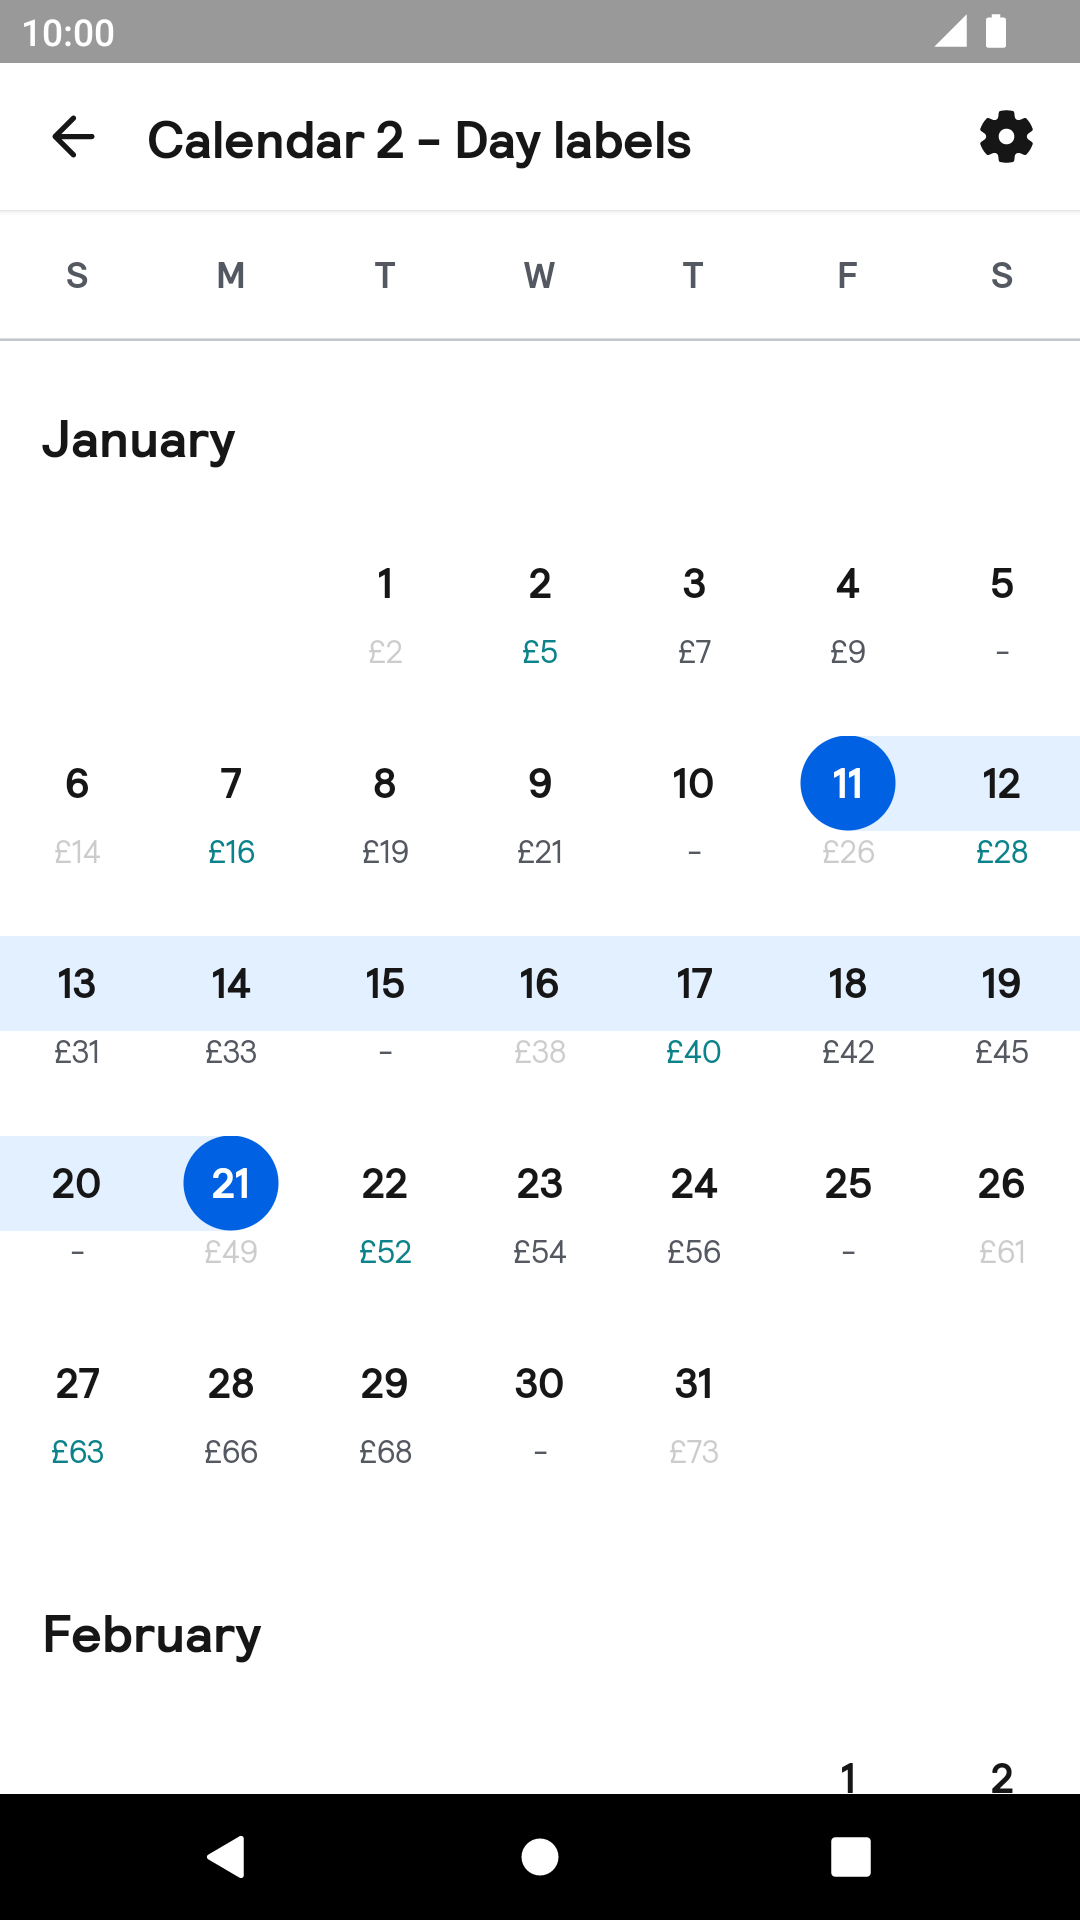 10:00
Calendar 2 - Day labels
S M T W T F S
January
1 2 3 4 5
£2 £5 £7 £9 -
6 7 8 9 10 11 12
£14 £16 £19 £21 - £26 £28
13 14 15 16 17 18 19
£31 £33 - £38 £40 £42 £45
20 21 22 23 24 25 26
- £49 £52 £54 £56 - £61
27 28 29 30 31
£63 £66 £68 - £73
February
1 2